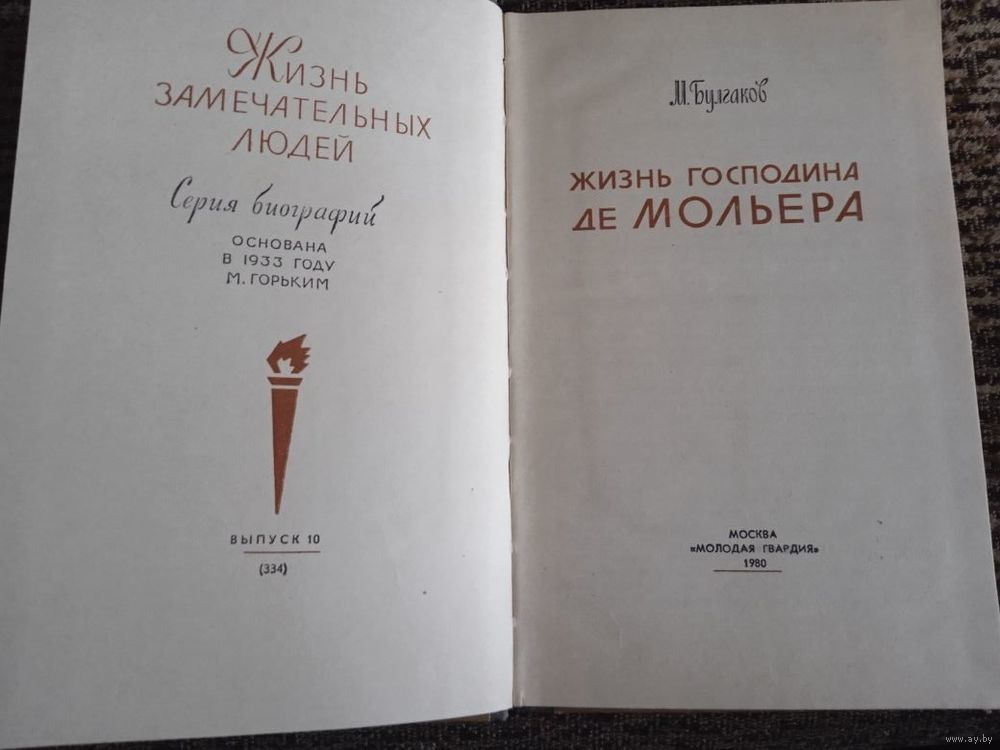 Жизнь
ЗАМЕЧАТЕЛЬНЫХ
ЛЮДЕЙ
Серия биографий
ОСНОВАНА
В 1933 ГОДУ
М. ГОРЬКИМ
ВЫПУСК 10
(334)
М. Булгаков
ЖИЗНЬ ГОСПОДИНА
ДЕ МОЛЬЕРА
МОСКВА
«МОЛОДАЯ ГВАРДИЯ»
1980
www.ay.by